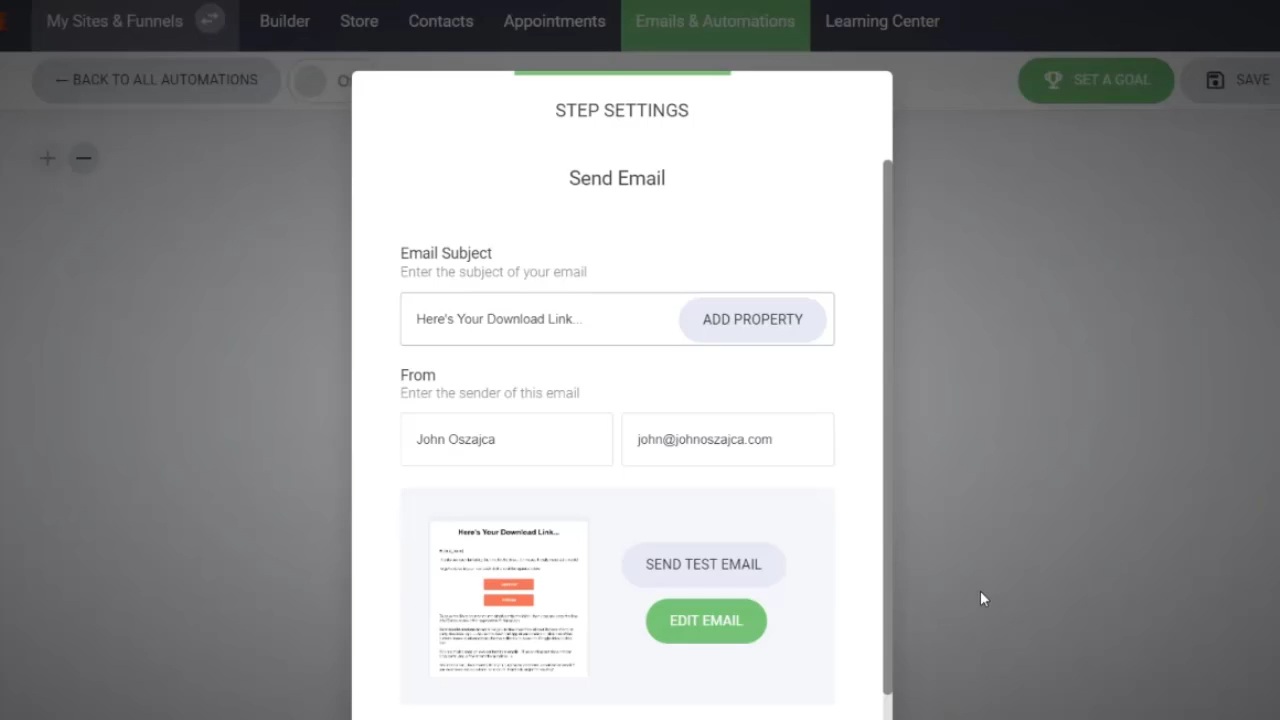 My Sites & Funnels
Builder
Store
Contacts
Appointments
Emails & Automations
Learning Center
← BACK TO ALL AUTOMATIONS
SET A GOAL
SAVE
STEP SETTINGS
Send Email
Email Subject
Enter the subject of your email
Here's Your Download Link...
ADD PROPERTY
From
Enter the sender of this email
John Oszajca
john@johnoszajca.com
Here's Your Download Link...
SEND TEST EMAIL
EDIT EMAIL